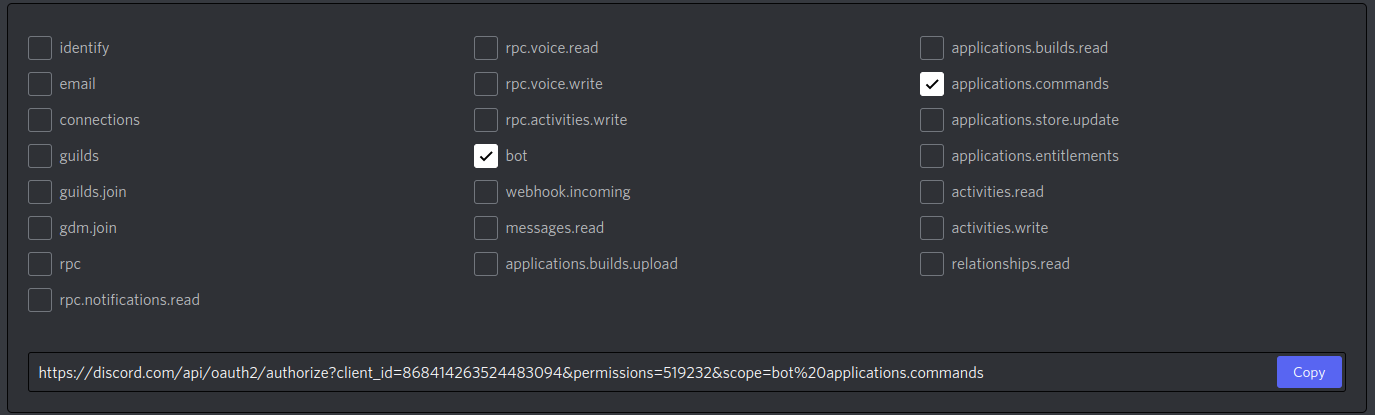 identify
email
connections
guilds
guilds.join
gdm.join
rpc
rpc.notifications.read
rpc.voice.read
rpc.voice.write
rpc.activities.write
bot
webhook.incoming
messages.read
applications.builds.upload
applications.builds.read
applications.commands
applications.store.update
applications.entitlements
activities.read
activities.write
relationships.read
https://discord.com/api/oauth2/authorize?client_id=868414263524483094&permissions=519232&scope=bot%20applications.commands
Copy